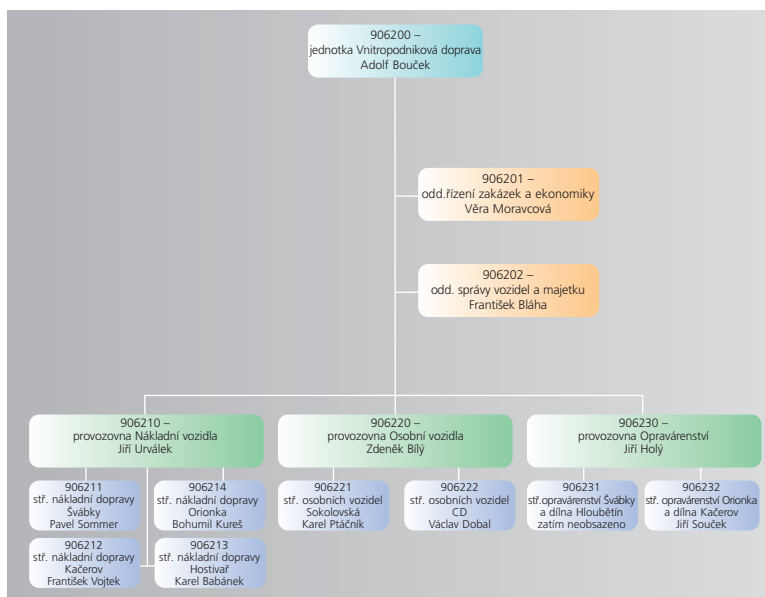 906200 –
jednotka Vnitropodniková doprava
Adolf Bouček
906201 –
odd.řízení zakázek a ekonomiky
Věra Moravcová
906202 –
odd. správy vozidel a majetku
František Bláha
906210 –
provozovna Nákladní vozidla
Jiří Urválek
906220 –
provozovna Osobní vozidla
Zdeněk Bílý
906230 –
provozovna Opravárenství
Jiří Holý
906211
stř. nákladní dopravy
Švábky
Pavel Sommer
906214
stř. nákladní dopravy
Orionka
Bohumil Kureš
906221
stř. osobních vozidel
Sokolovská
Karel Ptáčník
906222
stř. osobních vozidel
CD
Václav Dobal
906231
stř.opravárenství Švábky
a dílna Hloubětín
zatím neobsazeno
906232
stř. opravárenství Orionka
a dílna Kačerov
Jiří Souček
906212
stř. nákladní dopravy
Kačerov
František Vojtek
906213
stř. nákladní dopravy
Hostivař
Karel Babánek